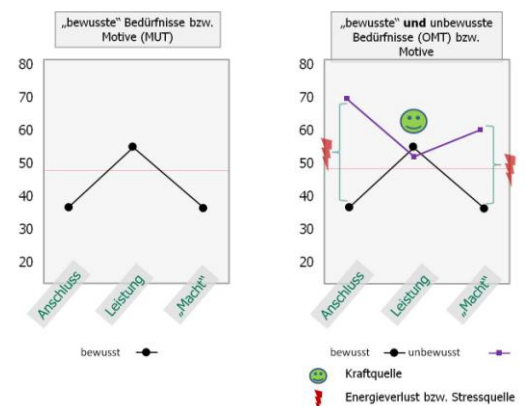 „bewusste“ Bedürfnisse bzw.
Motive (MUT)
80
70
60
50
40
30
20
Anschluss
Leistung
„Macht“
bewusst
„bewusste“ und unbewusste
Bedürfnisse (OMT) bzw.
Motive
80
70
60
50
40
30
20
Anschluss
Leistung
„Macht“
bewusst unbewusst
Kraftquelle
Energieverlust bzw. Stressquelle